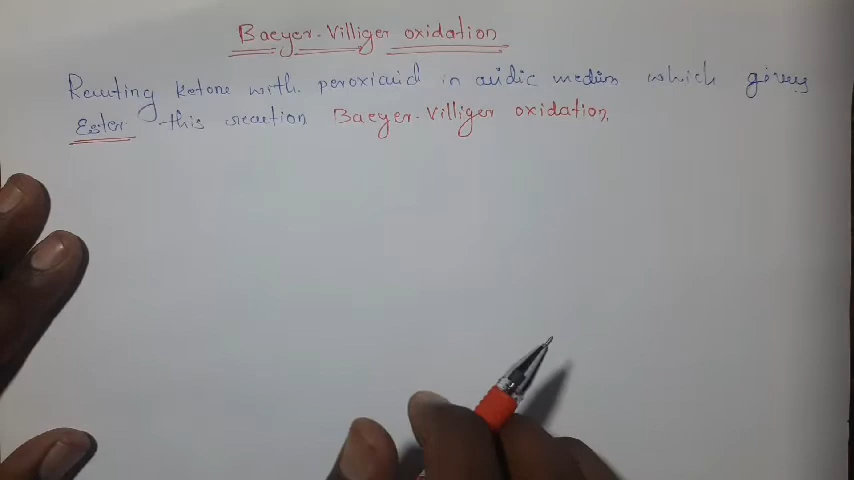 Baeyer-Villiger oxidation
Reacting ketone with peroxiacid in acidic medium which gives
Ester this reaction Baeyer-Villiger oxidation.